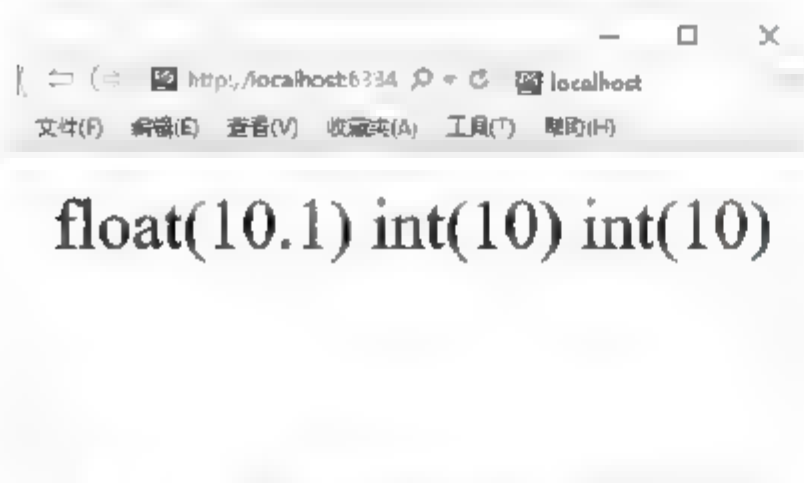 http://localhost:6334 localhost
文件(F) 编辑(E) 查看(V) 收藏夹(A) 工具(T) 帮助(H)
float(10.1) int(10) int(10)